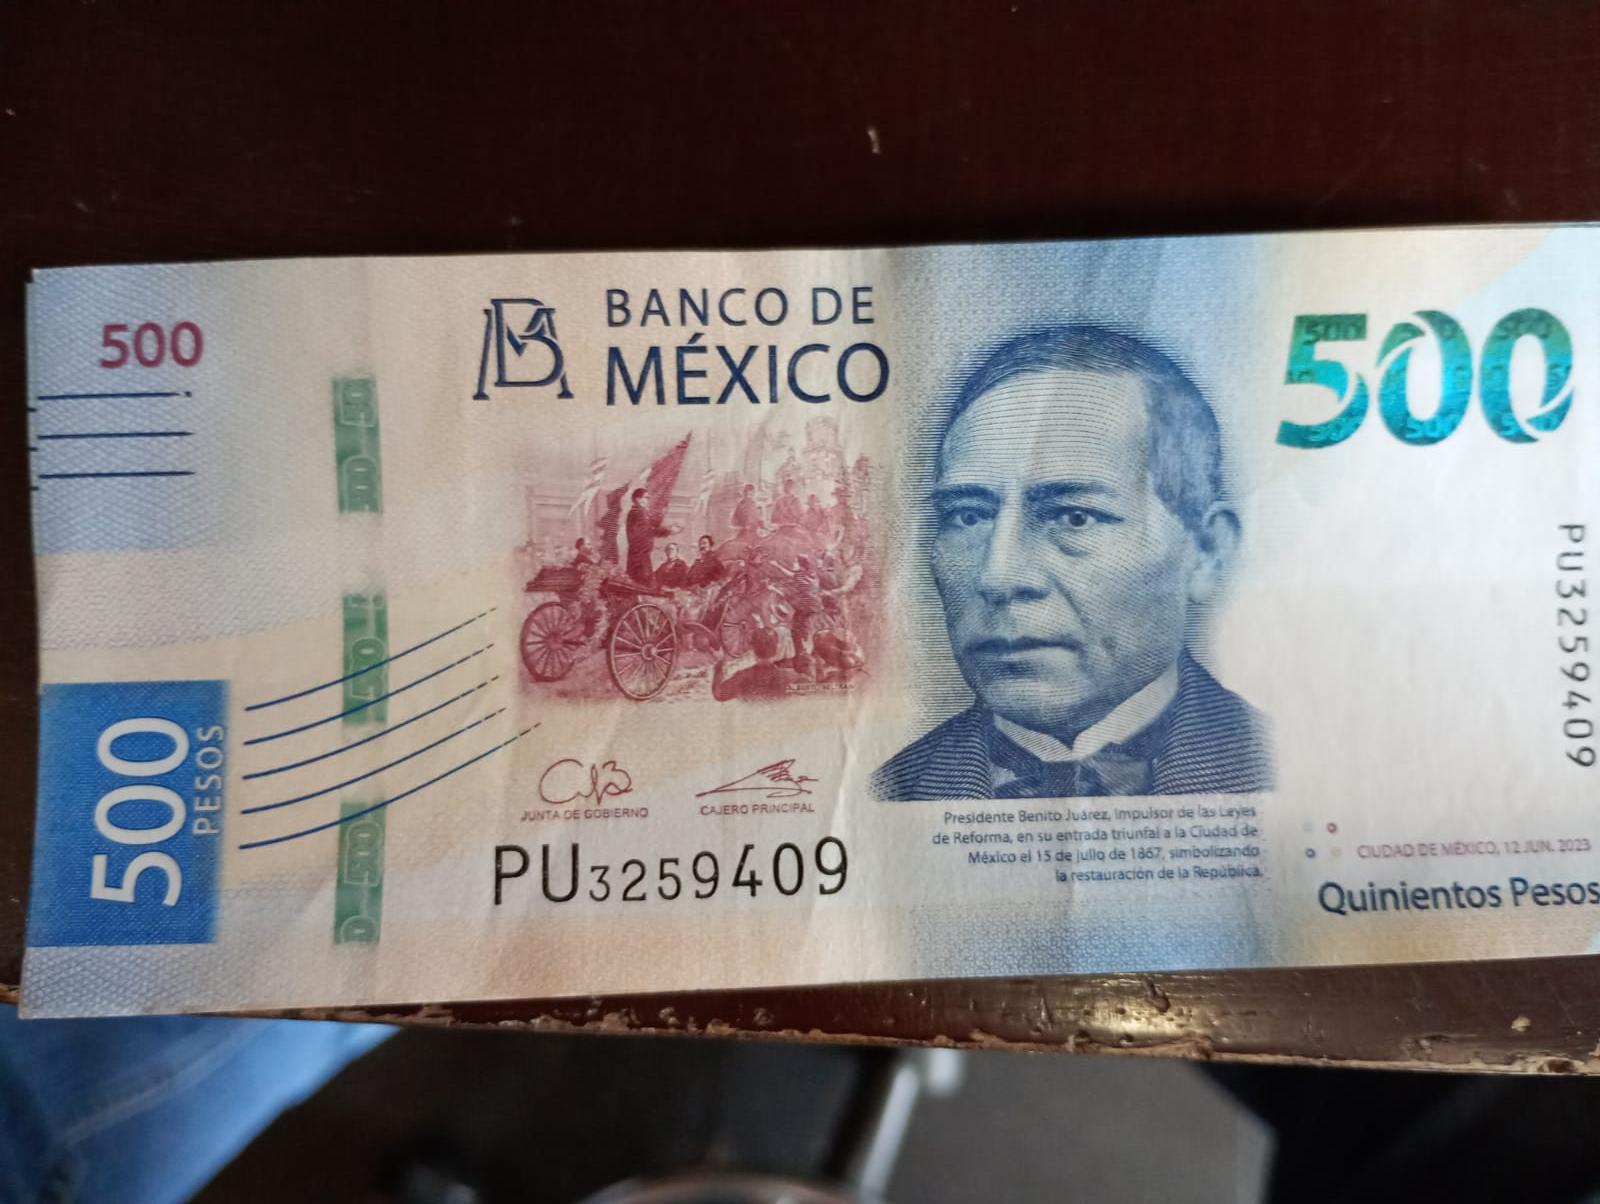 500
BANCO DE
MÉXICO
500
PU3259409
500
PESOS
JUNTA DE GOBIERNO
CAJERO PRINCIPAL
PU3259409
Presidente Benito Juárez, Impulsor de las Leyes
de Reforma, en su entrada triunfal a la Ciudad de
México el 15 de julio de 1867, simbolizando
la restauración de la República.
CIUDAD DE MÉXICO, 12 JUN. 2023
Quinientos Pesos